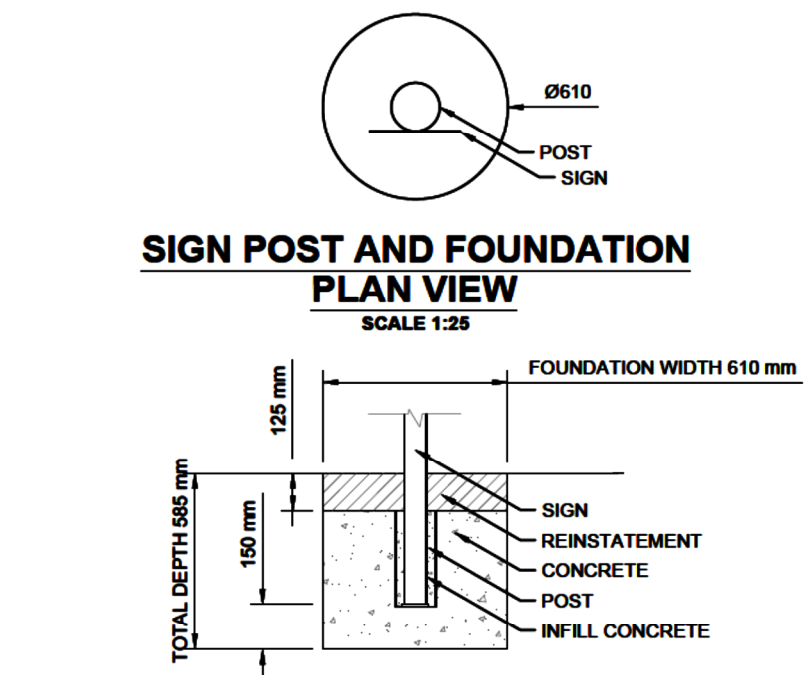 Ø610
POST
SIGN
SIGN POST AND FOUNDATION
PLAN VIEW
SCALE 1:25
FOUNDATION WIDTH 610 mm
125 mm
TOTAL DEPTH 585 mm
150 mm
SIGN
REINSTATEMENT
CONCRETE
POST
INFILL CONCRETE